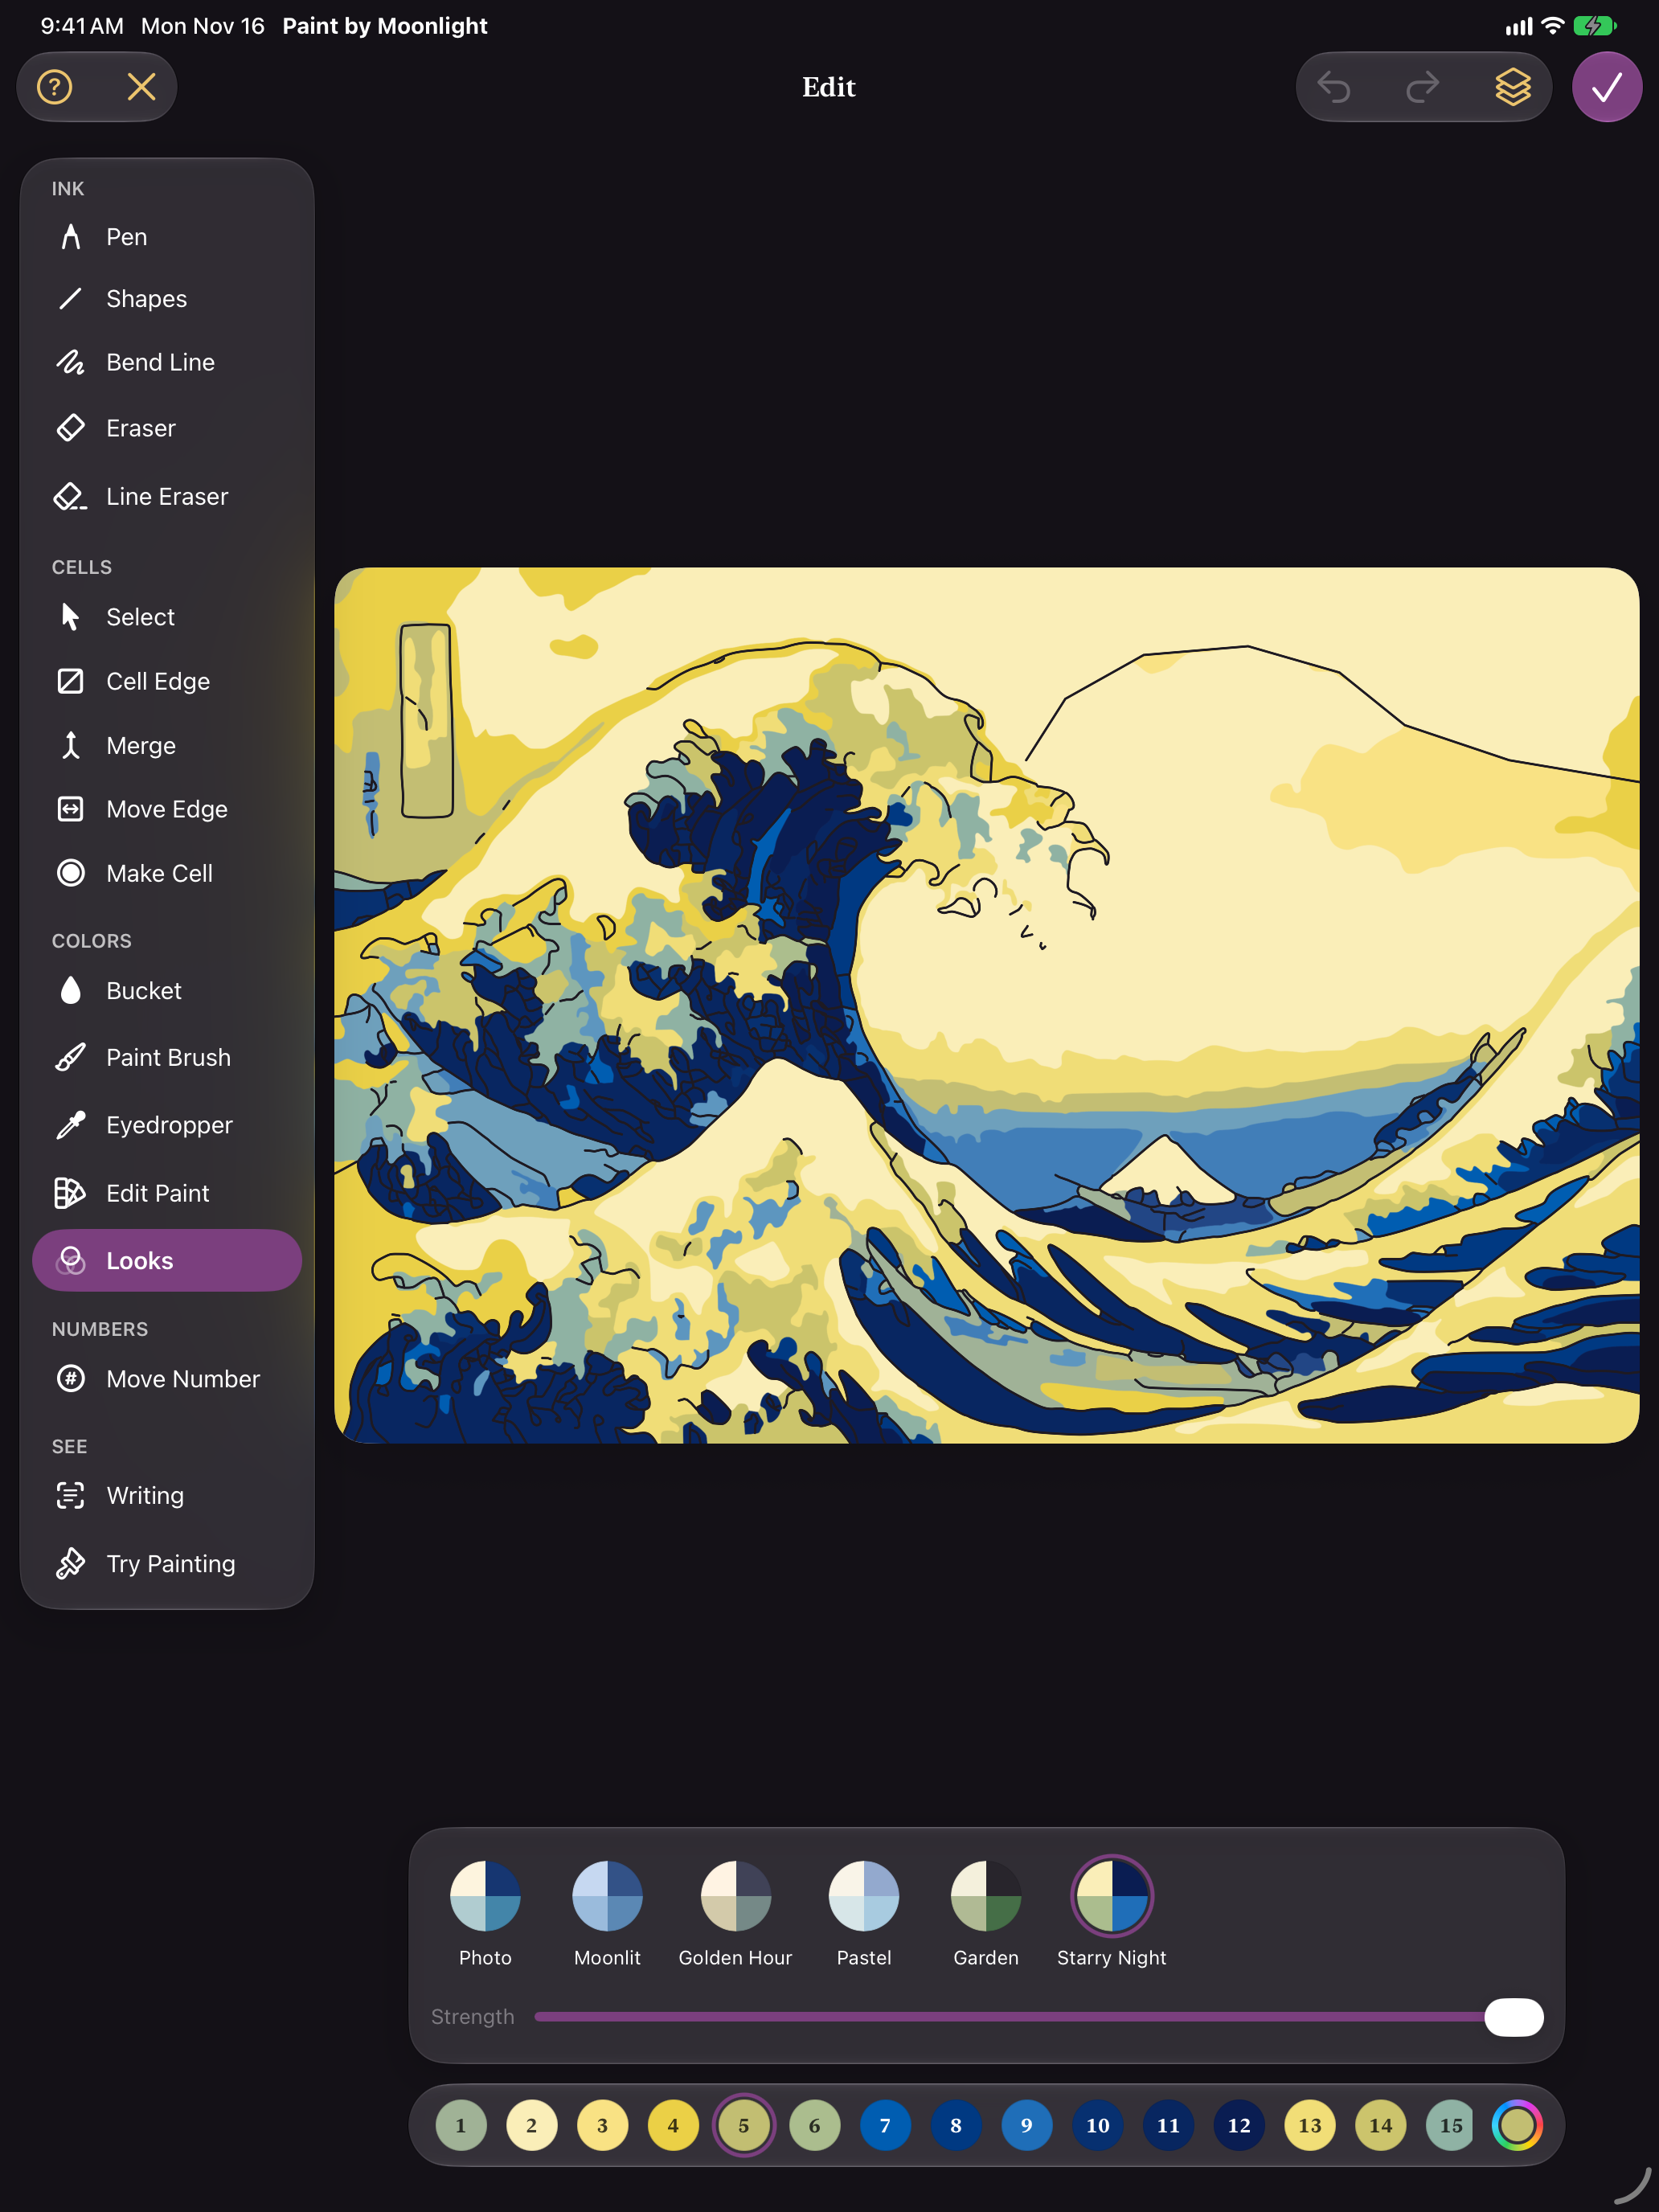 9:41 AM Mon Nov 16 Paint by Moonlight
?
Edit
INK
Pen
Shapes
Bend Line
Eraser
Line Eraser
CELLS
Select
Cell Edge
Merge
Move Edge
Make Cell
COLORS
Bucket
Paint Brush
Eyedropper
Edit Paint
Looks
NUMBERS
# Move Number
SEE
Writing
Try Painting
Photo Moonlit Golden Hour Pastel Garden Starry Night
Strength
1 2 3 4 5 6 7 8 9 10 11 12 13 14 15